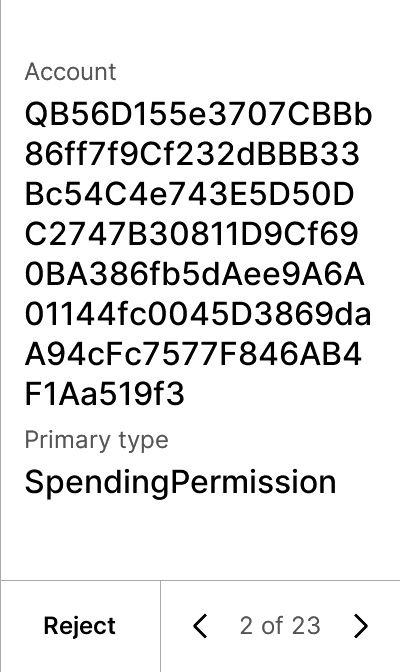 Account
QB56D155e3707CBBb
86ff7f9Cf232dBBB33
Bc54C4e743E5D50D
C2747B30811D9Cf69
0BA386fb5dAee9A6A
01144fc0045D3869da
A94cFc7577F846AB4
F1Aa519f3
Primary type
SpendingPermission
Reject
2 of 23